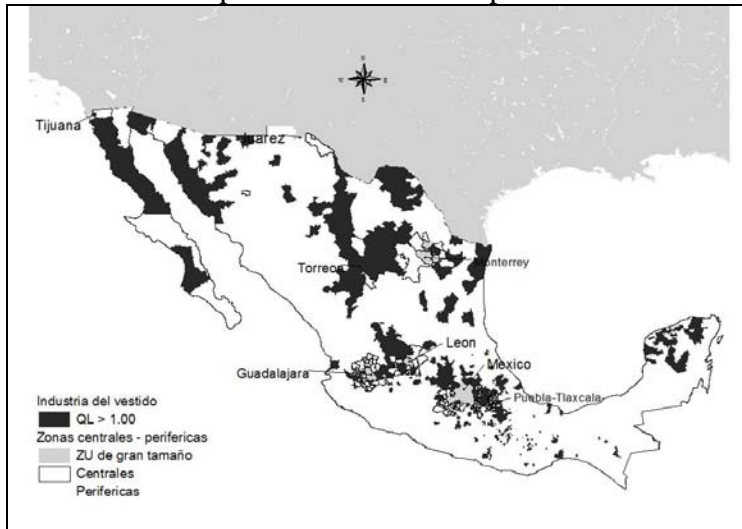 Tijuana
uarez
Torreon
Monterrey
Leon
Guadalajara
Mexico
Puebla-Tlaxcala
Industria del vestido
QL > 1.00
Zonas centrales - perifericas
ZU de gran tamaño
Centrales
Perifericas